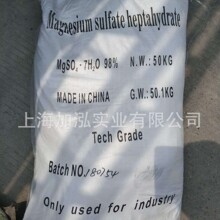 Magnesium sulfate heptahydrate
MgSO₄·7H₂O 98% N.W.: 50KG
MADE IN CHINA G.W.: 50.1KG
上海旭泓实业有限公司
Tech Grade
Batch NO.
Only used for industry